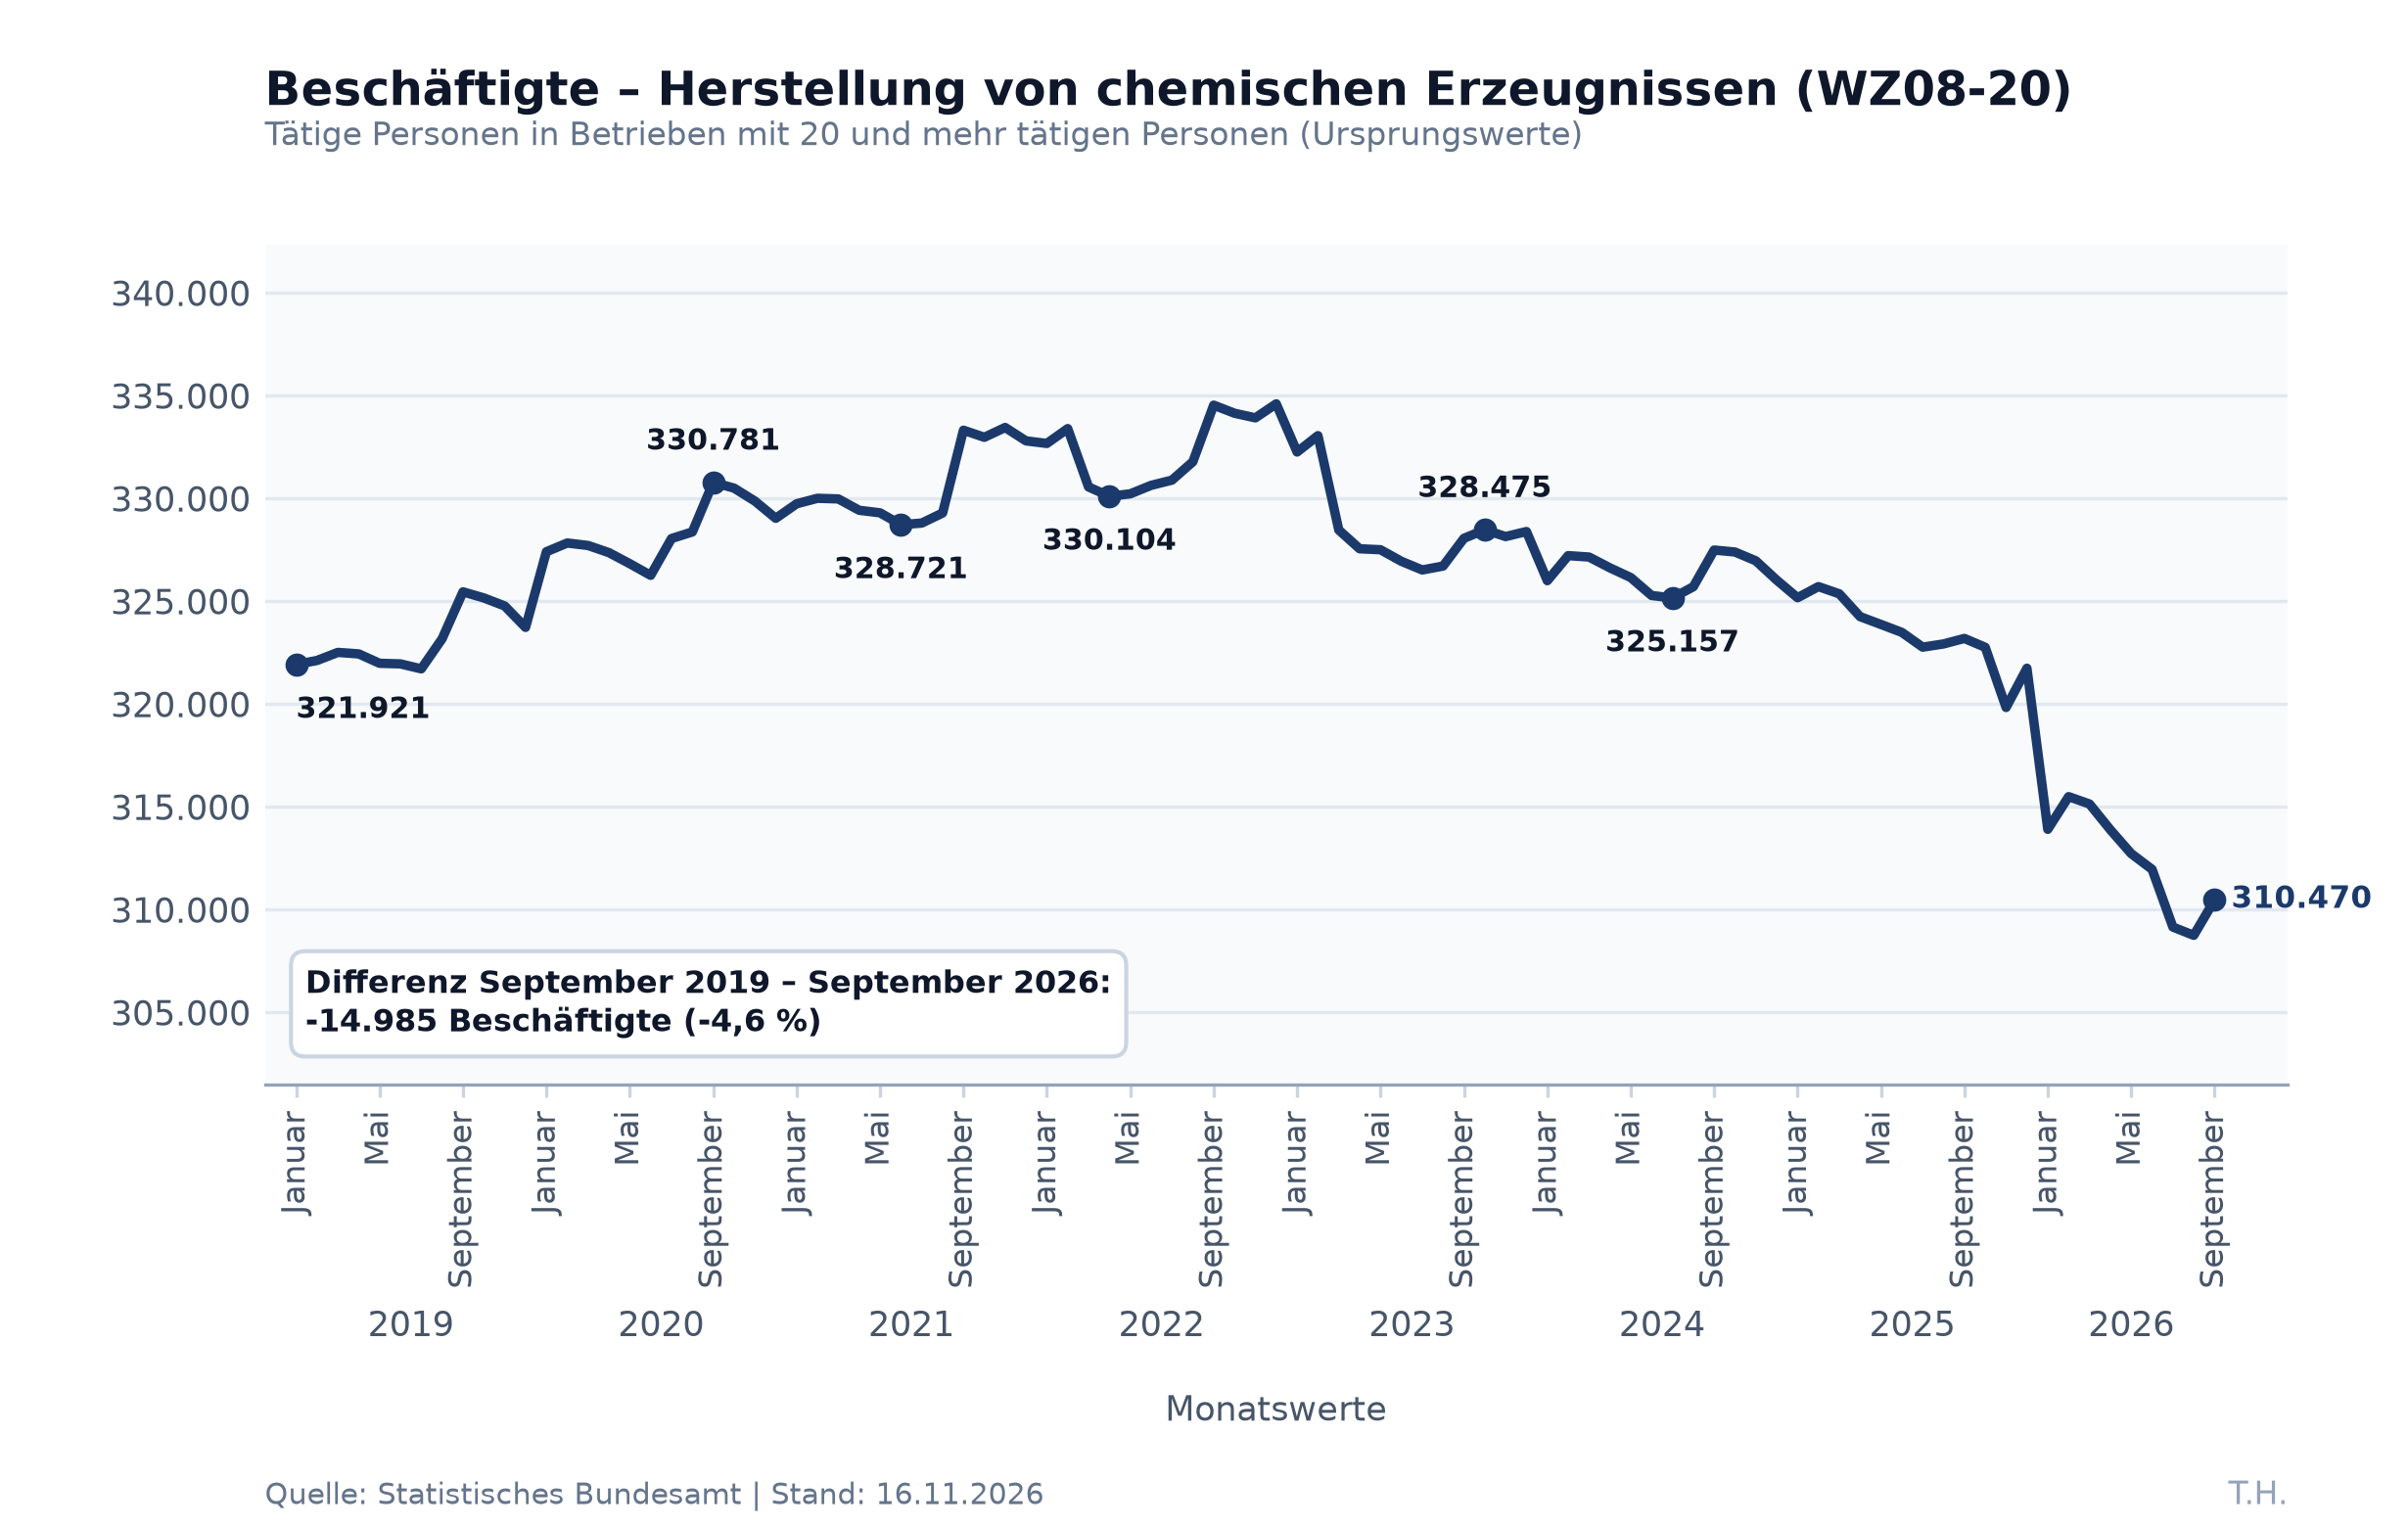 Beschäftigte – Herstellung von chemischen Erzeugnissen (WZ08-20)
Tätige Personen in Betrieben mit 20 und mehr tätigen Personen (Ursprungswerte)
340.000
335.000
330.000
325.000
320.000
315.000
310.000
305.000
321.921
330.781
328.721
330.104
328.475
325.157
310.470
Differenz September 2019 – September 2026:
-14.985 Beschäftigte (-4,6 %)
Januar
Mai
September
Januar
Mai
September
Januar
Mai
September
Januar
Mai
September
Januar
Mai
September
Januar
Mai
September
Januar
Mai
September
Januar
Mai
September
2019 2020 2021 2022 2023 2024 2025 2026
Monatswerte
Quelle: Statistisches Bundesamt | Stand: 16.11.2026
T.H.